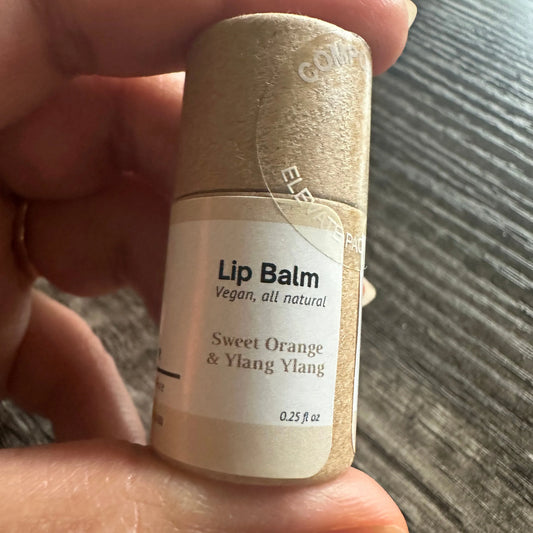 Lip Balm
Vegan, all natural
Sweet Orange
& Ylang Ylang
0.25 fl oz